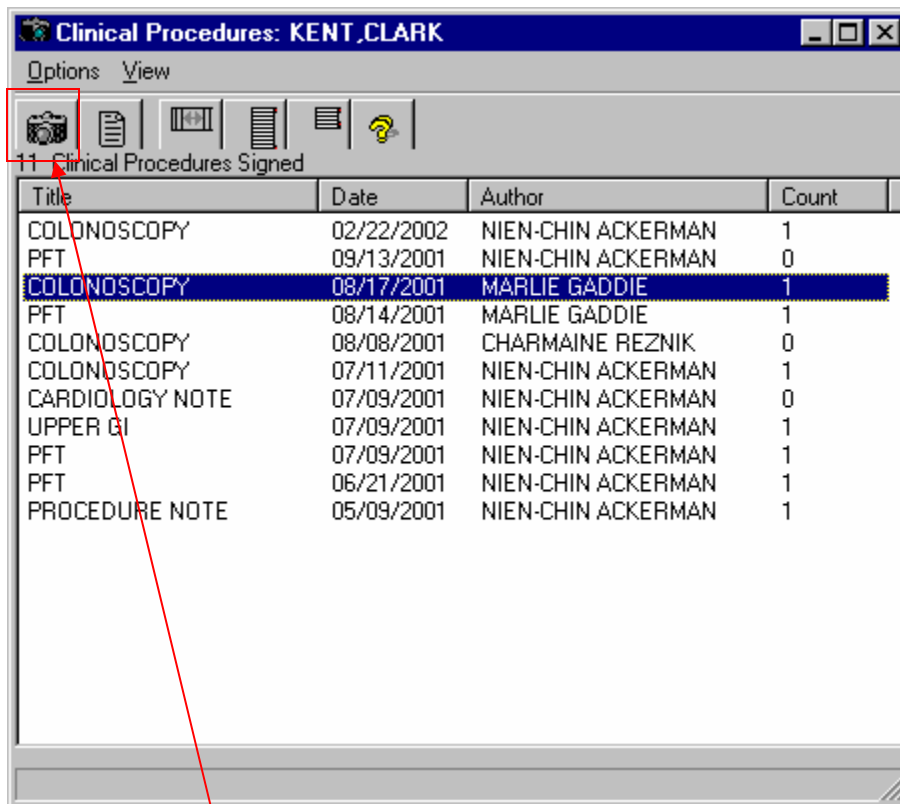 Clinical Procedures: KENT,CLARK
Options View
11 Clinical Procedures Signed
Title Date Author Count
COLONOSCOPY 02/22/2002 NIEN-CHIN ACKERMAN 1
PFT 09/13/2001 NIEN-CHIN ACKERMAN 0
COLONOSCOPY 08/17/2001 MARLIE GADDIE 1
PFT 08/14/2001 MARLIE GADDIE 1
COLONOSCOPY 08/08/2001 CHARMAINE REZNIK 0
COLONOSCOPY 07/11/2001 NIEN-CHIN ACKERMAN 1
CARDIOLOGY NOTE 07/09/2001 NIEN-CHIN ACKERMAN 0
UPPER GI 07/09/2001 NIEN-CHIN ACKERMAN 1
PFT 07/09/2001 NIEN-CHIN ACKERMAN 1
PFT 06/21/2001 NIEN-CHIN ACKERMAN 1
PROCEDURE NOTE 05/09/2001 NIEN-CHIN ACKERMAN 1